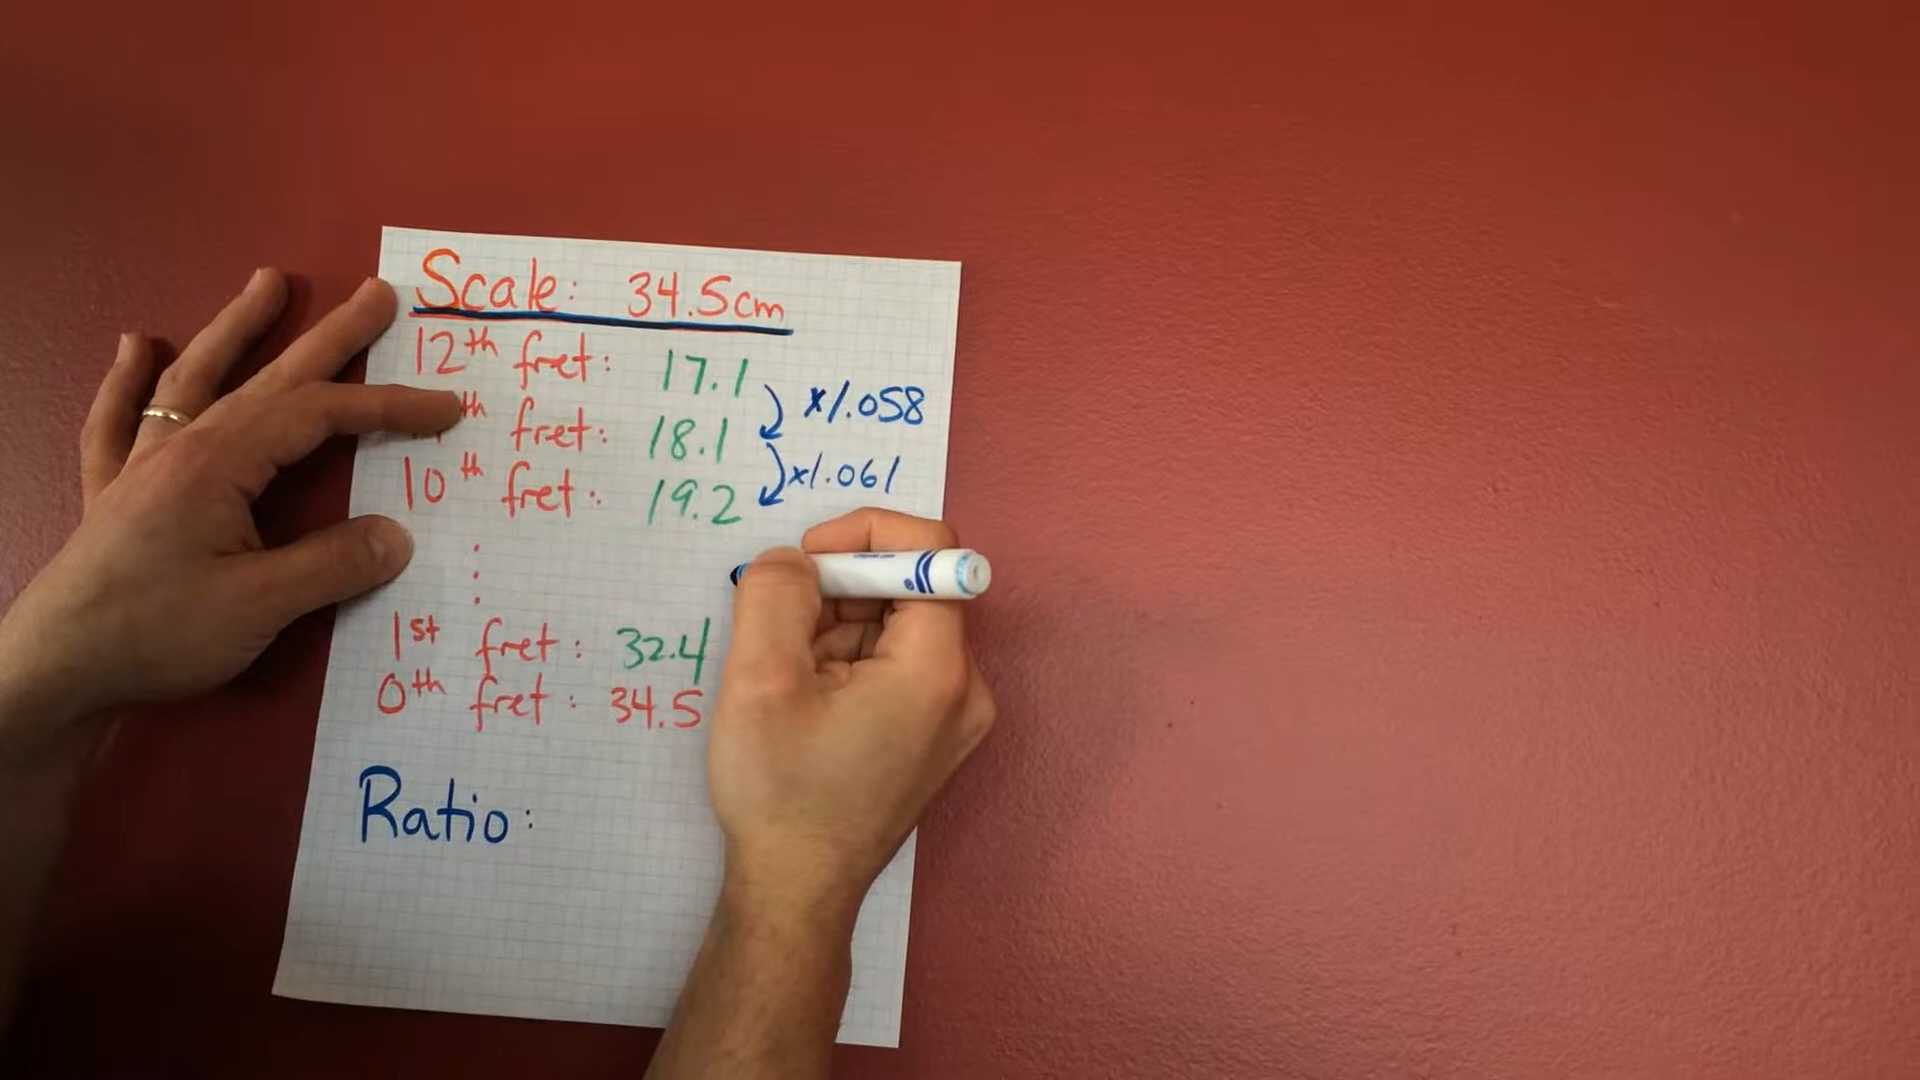 Scale: 34.5cm
12th fret: 17.1
x1.058
th fret: 18.1
x1.061
10th fret: 19.2
1st fret: 32.4
0th fret: 34.5
Ratio: